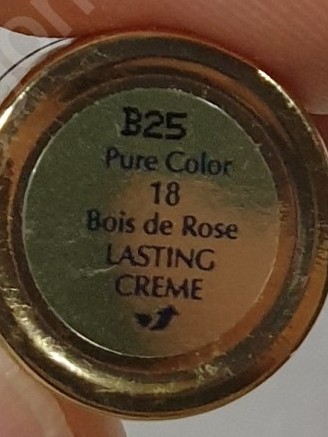 B25
Pure Color
18
Bois de Rose
LASTING
CREME